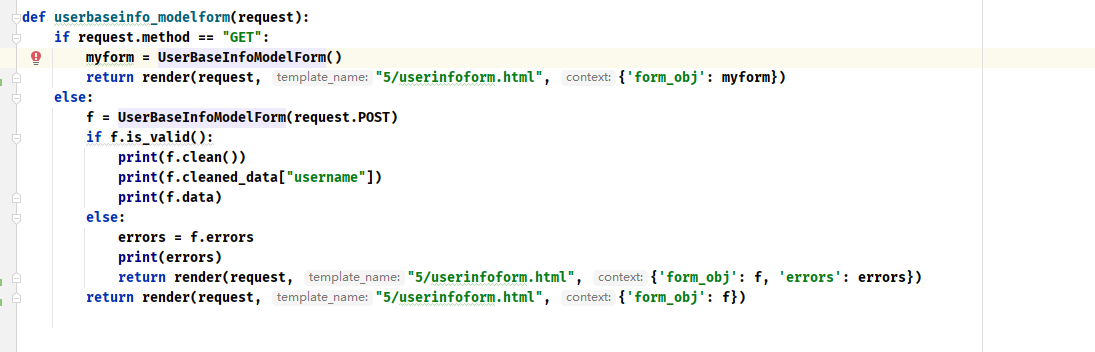 def userbaseinfo_modelform(request):
    if request.method == "GET":
        myform = UserBaseInfoModelForm()
        return render(request, template_name: "5/userinfoform.html", context: {'form_obj': myform})
    else:
        f = UserBaseInfoModelForm(request.POST)
        if f.is_valid():
            print(f.clean())
            print(f.cleaned_data["username"])
            print(f.data)
        else:
            errors = f.errors
            print(errors)
            return render(request, template_name: "5/userinfoform.html", context: {'form_obj': f, 'errors': errors})
        return render(request, template_name: "5/userinfoform.html", context: {'form_obj': f})